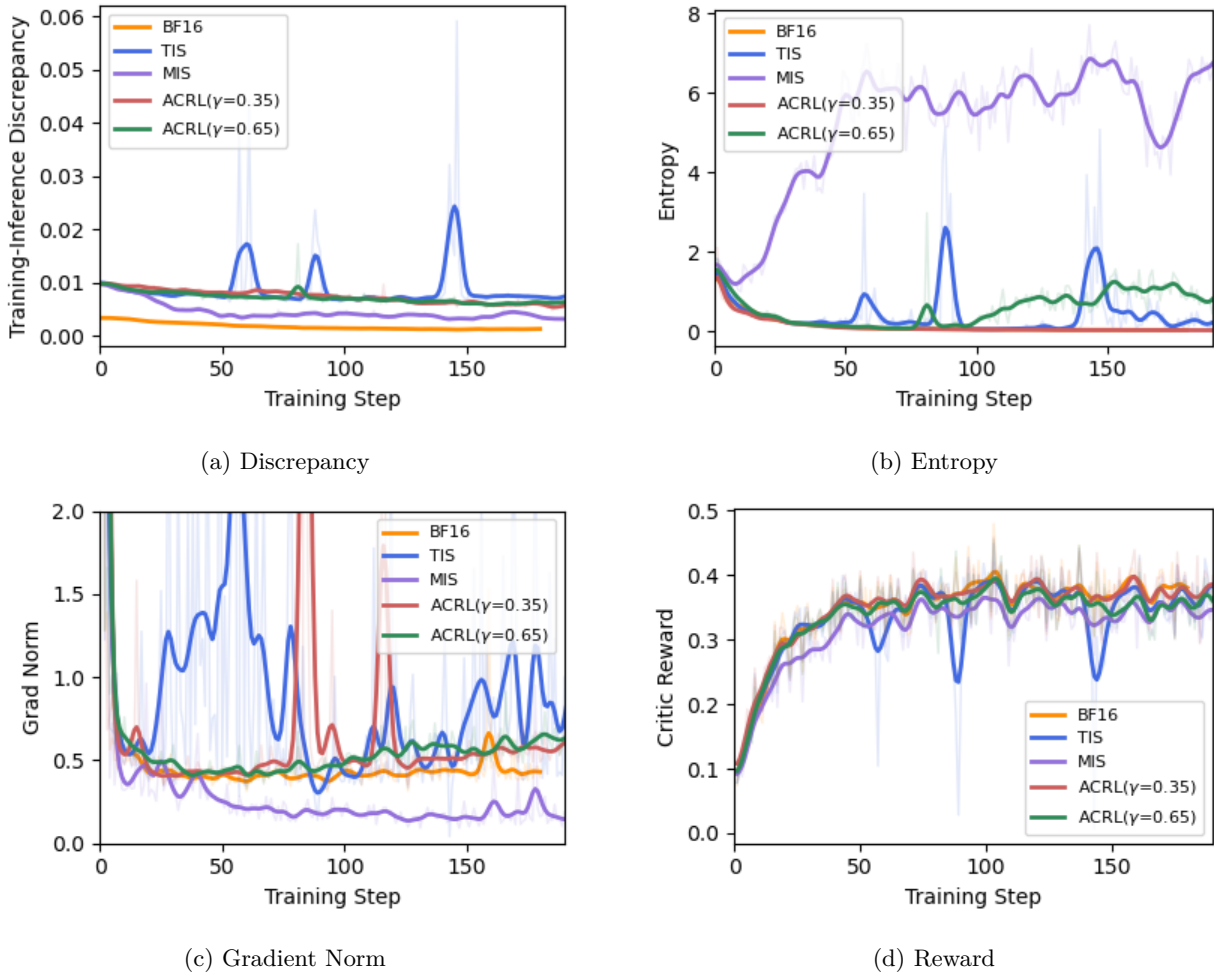 0.06
0.05
0.04
0.03
0.02
0.01
0.00
Training-Inference Discrepancy
BF16
TIS
MIS
ACRL(γ=0.35)
ACRL(γ=0.65)
0
50
100
150
Training Step
(a) Discrepancy
8
6
4
2
0
Entropy
BF16
TIS
MIS
ACRL(γ=0.35)
ACRL(γ=0.65)
0
50
100
150
Training Step
(b) Entropy
2.0
1.5
1.0
0.5
0.0
Grad Norm
BF16
TIS
MIS
ACRL(γ=0.35)
ACRL(γ=0.65)
0
50
100
150
Training Step
(c) Gradient Norm
0.5
0.4
0.3
0.2
0.1
0.0
Critic Reward
BF16
TIS
MIS
ACRL(γ=0.35)
ACRL(γ=0.65)
0
50
100
150
Training Step
(d) Reward